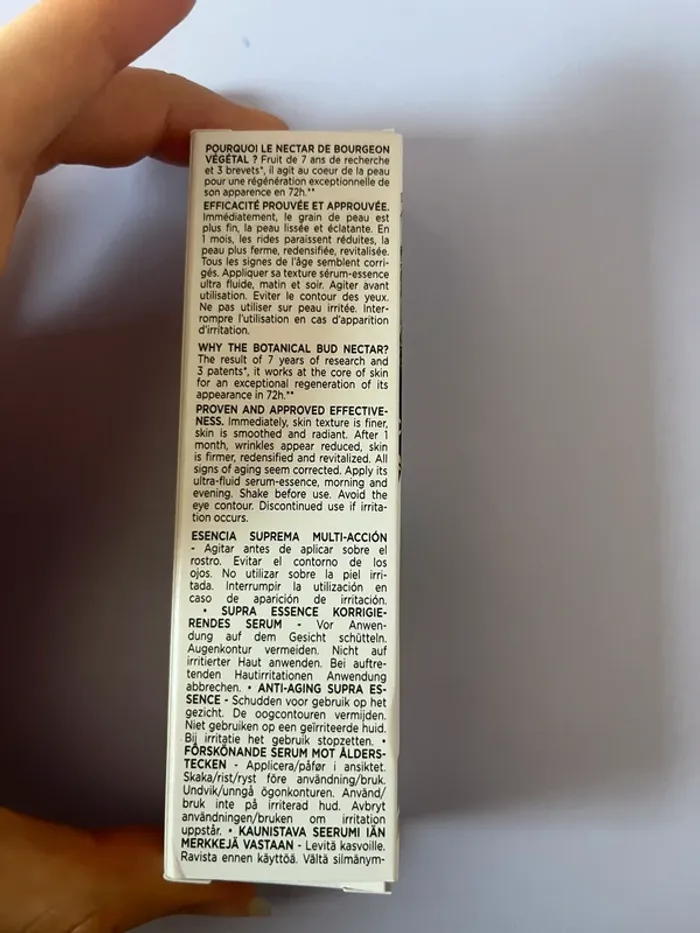 POURQUOI LE NECTAR DE BOURGEON
VÉGÉTAL ? Fruit de 7 ans de recherche
et 3 brevets*, il agit au coeur de la peau
pour une régénération exceptionnelle de
son apparence en 72h.**
EFFICACITÉ PROUVÉE ET APPROUVÉE.
Immédiatement, le grain de peau est
plus fin, la peau lissée et éclatante. En
1 mois, les rides paraissent réduites, la
peau plus ferme, redensifiée, revitalisée.
Tous les signes de l'âge semblent corri-
gés. Appliquer sa texture sérum-essence
ultra fluide, matin et soir. Agiter avant
utilisation. Eviter le contour des yeux.
Ne pas utiliser sur peau irritée. Inter-
rompre l'utilisation en cas d'apparition
d'irritation.
WHY THE BOTANICAL BUD NECTAR?
The result of 7 years of research and
3 patents*, it works at the core of skin
for an exceptional regeneration of its
appearance in 72h.**
PROVEN AND APPROVED EFFECTIVE-
NESS. Immediately, skin texture is finer,
skin is smoothed and radiant. After 1
month, wrinkles appear reduced, skin
is firmer, redensified and revitalized. All
signs of aging seem corrected. Apply its
ultra-fluid serum-essence, morning and
evening. Shake before use. Avoid the
eye contour. Discontinued use if irrita-
tion occurs.
ESENCIA SUPREMA MULTI-ACCIÓN
- Agitar antes de aplicar sobre el
rostro. Evitar el contorno de los
ojos. No utilizar sobre la piel irri-
tada. Interrumpir la utilización en
caso de aparición de irritación.
• SUPRA ESSENCE KORRIGIE-
RENDES SERUM - Vor Anwen-
dung auf dem Gesicht schütteln.
Augenkontur vermeiden. Nicht auf
irritierter Haut anwenden. Bei auftre-
tenden Hautirritationen Anwendung
abbrechen. • ANTI-AGING SUPRA ES-
SENCE - Schudden voor gebruik op het
gezicht. De oogcontouren vermijden.
Niet gebruiken op een geïrriteerde huid.
Bij irritatie het gebruik stopzetten. •
FÖRSKÖNANDE SERUM MOT ÅLDERS-
TECKEN - Applicera/påfør i ansiktet.
Skaka/rist/ryst före användning/bruk.
Undvik/unngå ögonkonturen. Använd/
bruk inte på irriterad hud. Avbryt
användningen/bruken om irritation
uppstår. • KAUNISTAVA SEERUMI IÄN
MERKKEJÄ VASTAAN - Levitä kasvoille.
Ravista ennen käyttöä. Vältä silmänym-